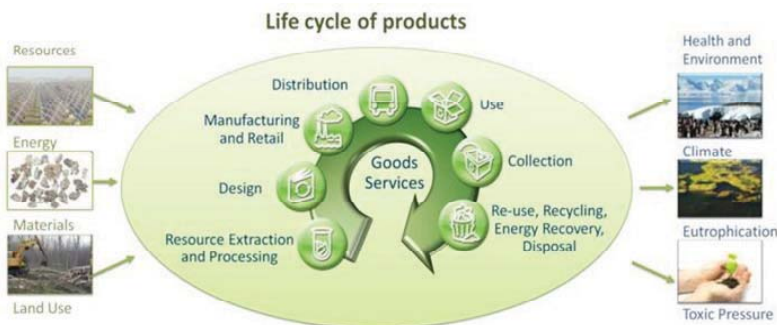 Life cycle of products
Resources
Energy
Materials
Land Use
Distribution
Manufacturing
and Retail
Design
Resource Extraction
and Processing
Goods
Services
Use
Collection
Re-use, Recycling,
Energy Recovery,
Disposal
Health and
Environment
Climate
Eutrophication
Toxic Pressure